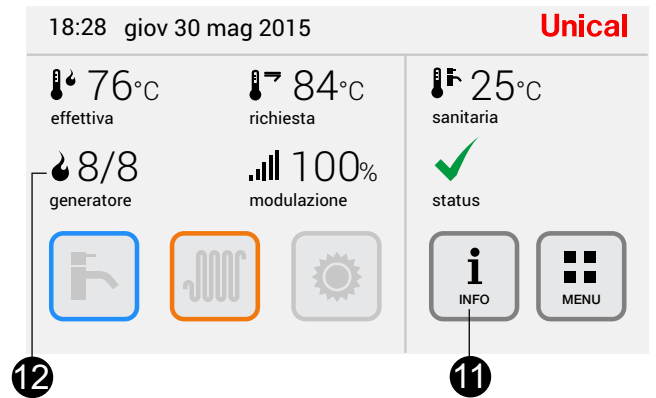 18:28 giov 30 mag 2015 Unical
76°C 84°C 25°C
effettiva richiesta sanitaria
8/8 100%
generatore modulazione status
i
INFO MENU
12 11